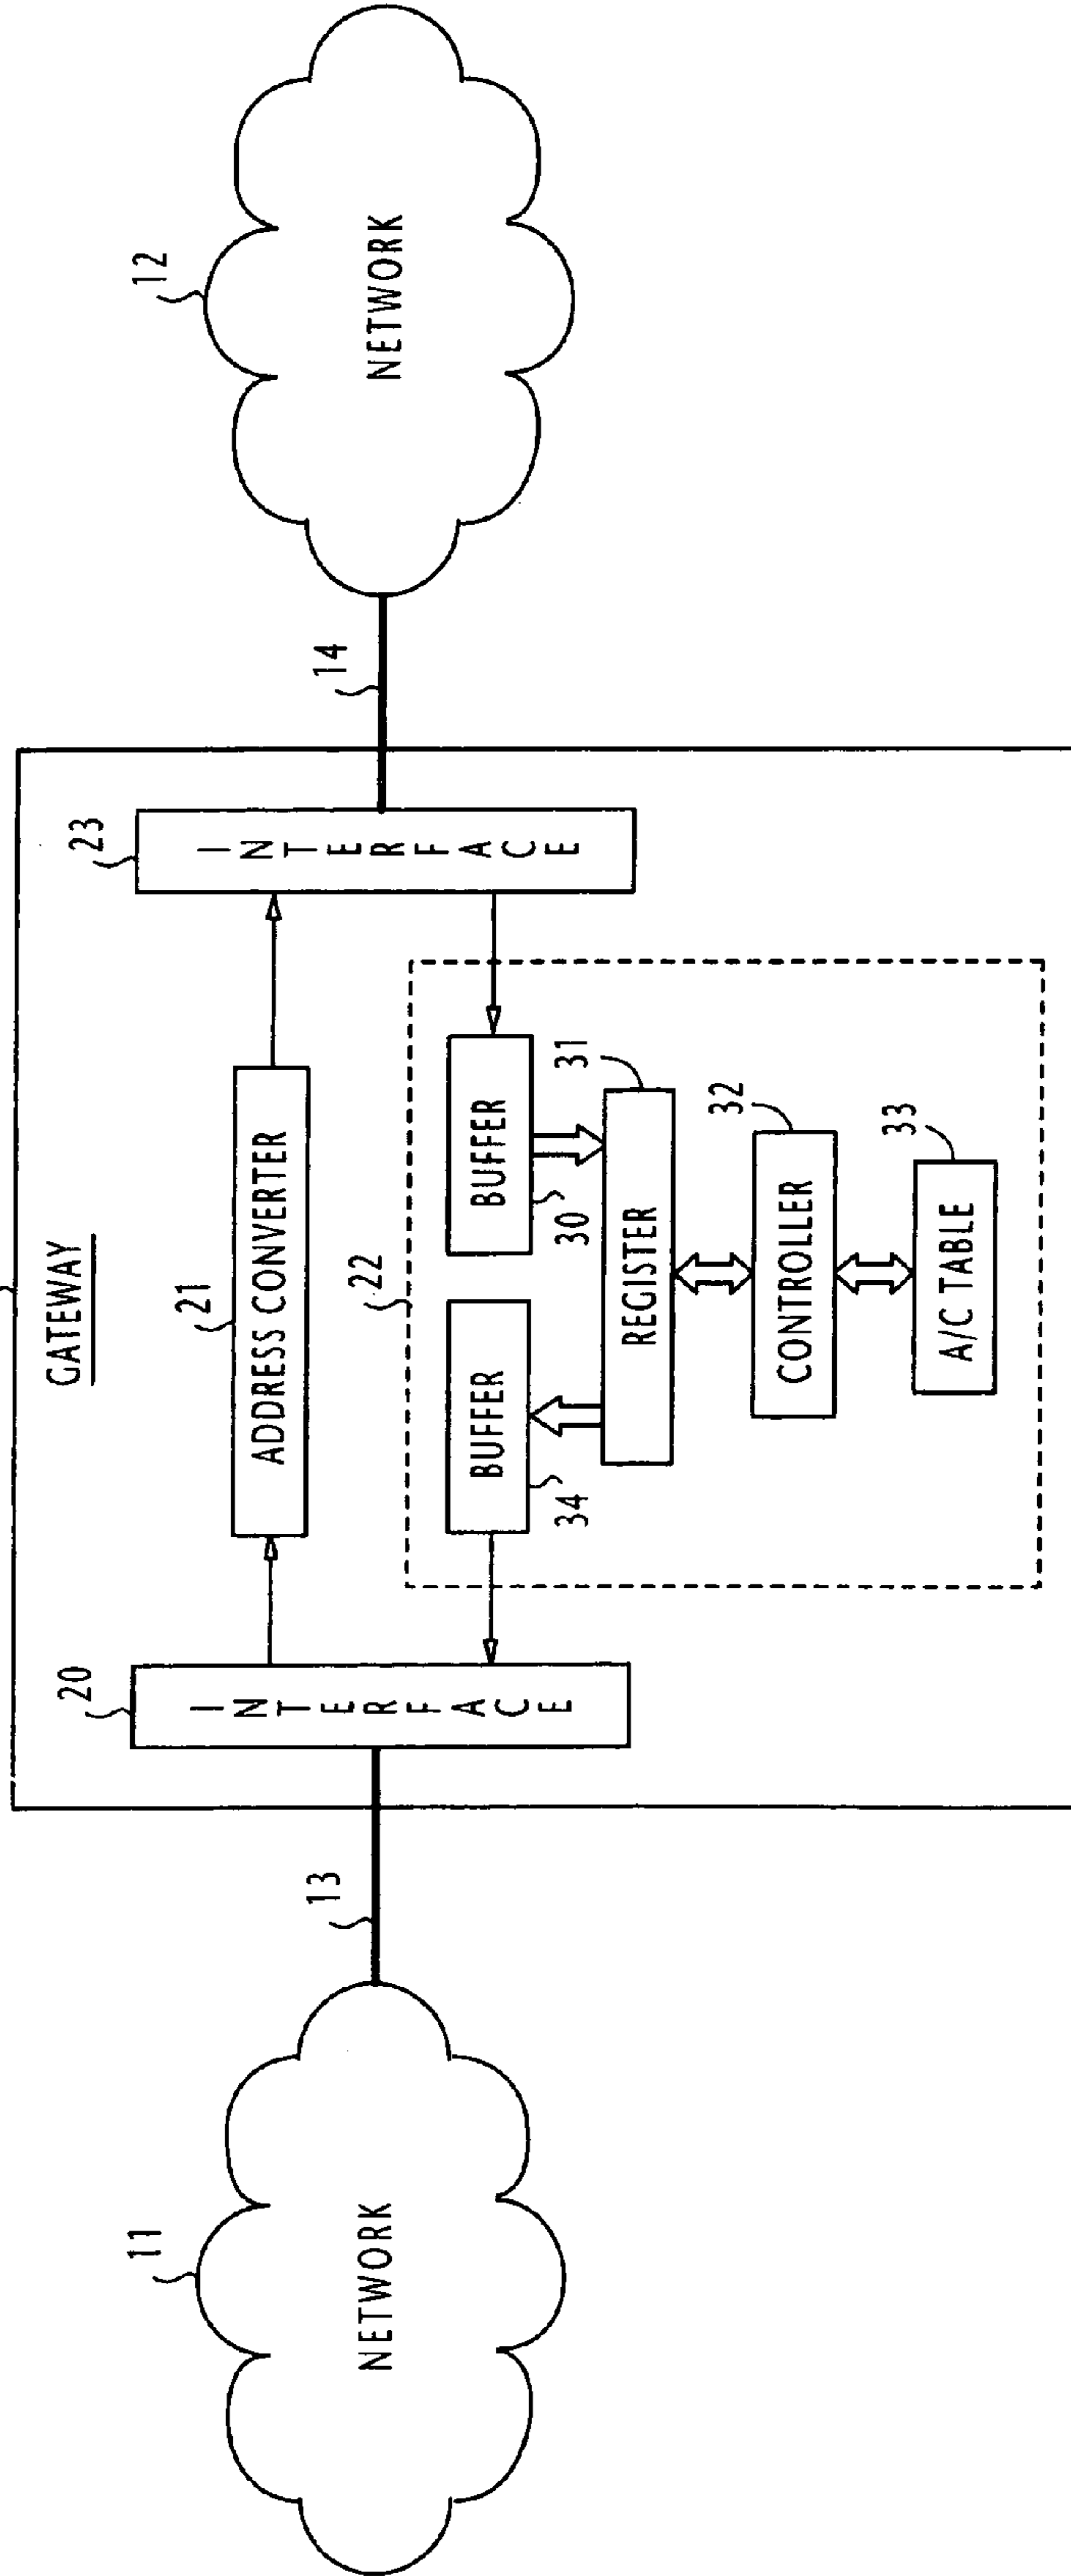 GATEWAY
11
NETWORK
13
20
INTERFACE
21
ADDRESS CONVERTER
22
34
BUFFER
30
BUFFER
31
REGISTER
32
CONTROLLER
33
A/C TABLE
23
INTERFACE
14
12
NETWORK